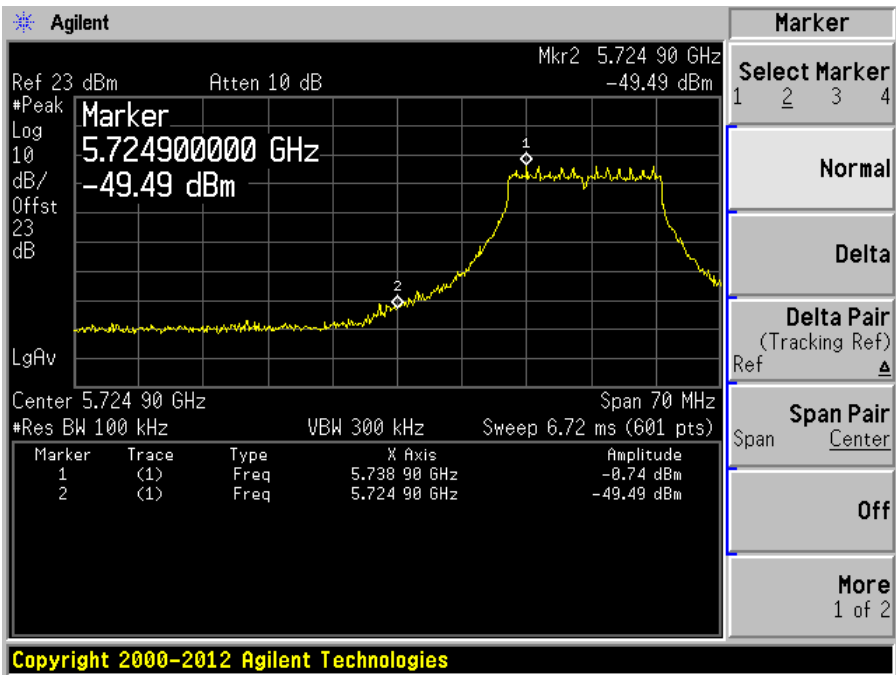 Agilent
Marker
Mkr2 5.724 90 GHz
Ref 23 dBm Atten 10 dB -49.49 dBm
#Peak
Log
10
dB/
Offst
23
dB
LgAv
Marker
5.724900000 GHz
-49.49 dBm
1
2
Center 5.724 90 GHz Span 70 MHz
#Res BW 100 kHz VBW 300 kHz Sweep 6.72 ms (601 pts)
Marker Trace Type X Axis Amplitude
1 (1) Freq 5.738 90 GHz -0.74 dBm
2 (1) Freq 5.724 90 GHz -49.49 dBm
Select Marker
1 2 3 4
Normal
Delta
Delta Pair
(Tracking Ref)
Ref Δ
Span Pair
Span Center
Off
More
1 of 2
Copyright 2000-2012 Agilent Technologies